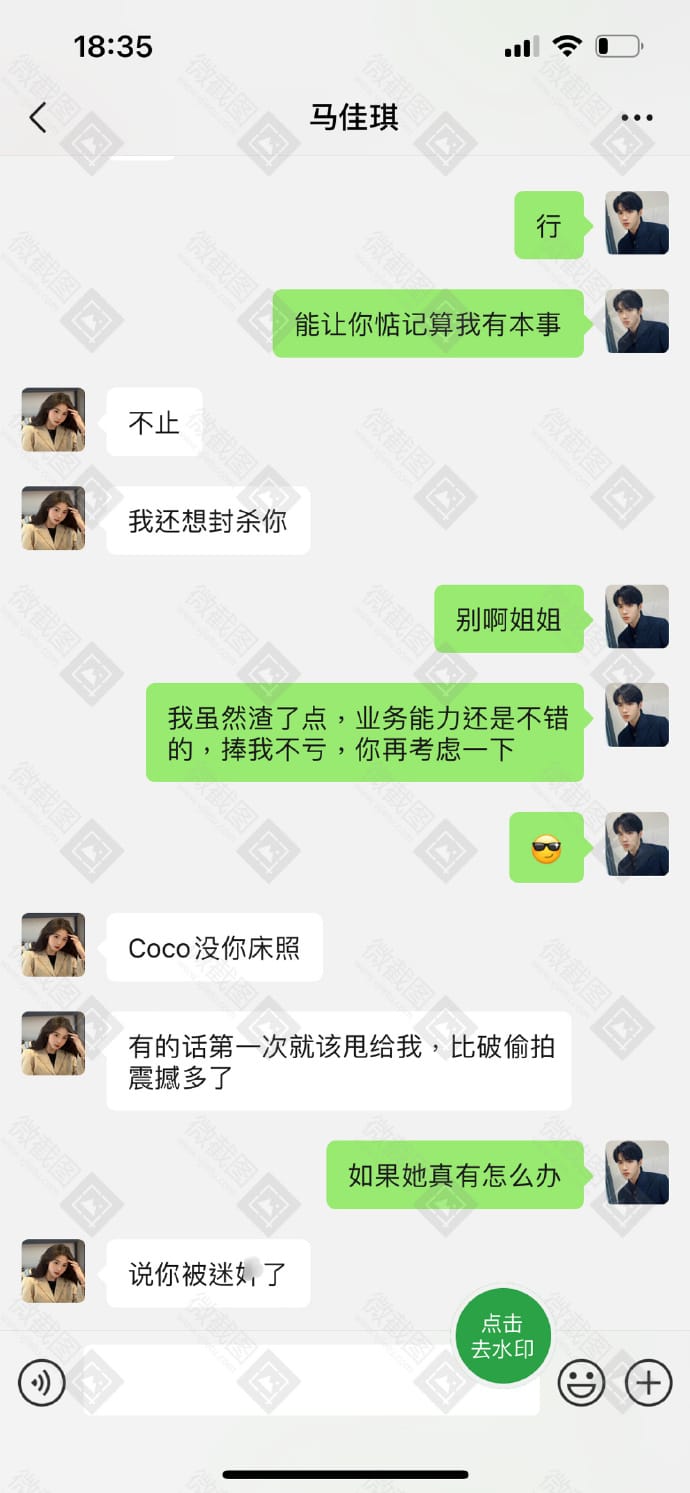 18:35
马佳琪
行
能让你惦记算我有本事
不止
我还想封杀你
别啊姐姐
我虽然渣了点，业务能力还是不错
的，捧我不亏，你再考虑一下
Coco没你床照
有的话第一次就该甩给我，比破偷拍
震撼多了
如果她真有怎么办
说你被迷奸了
点击
去水印
微截图